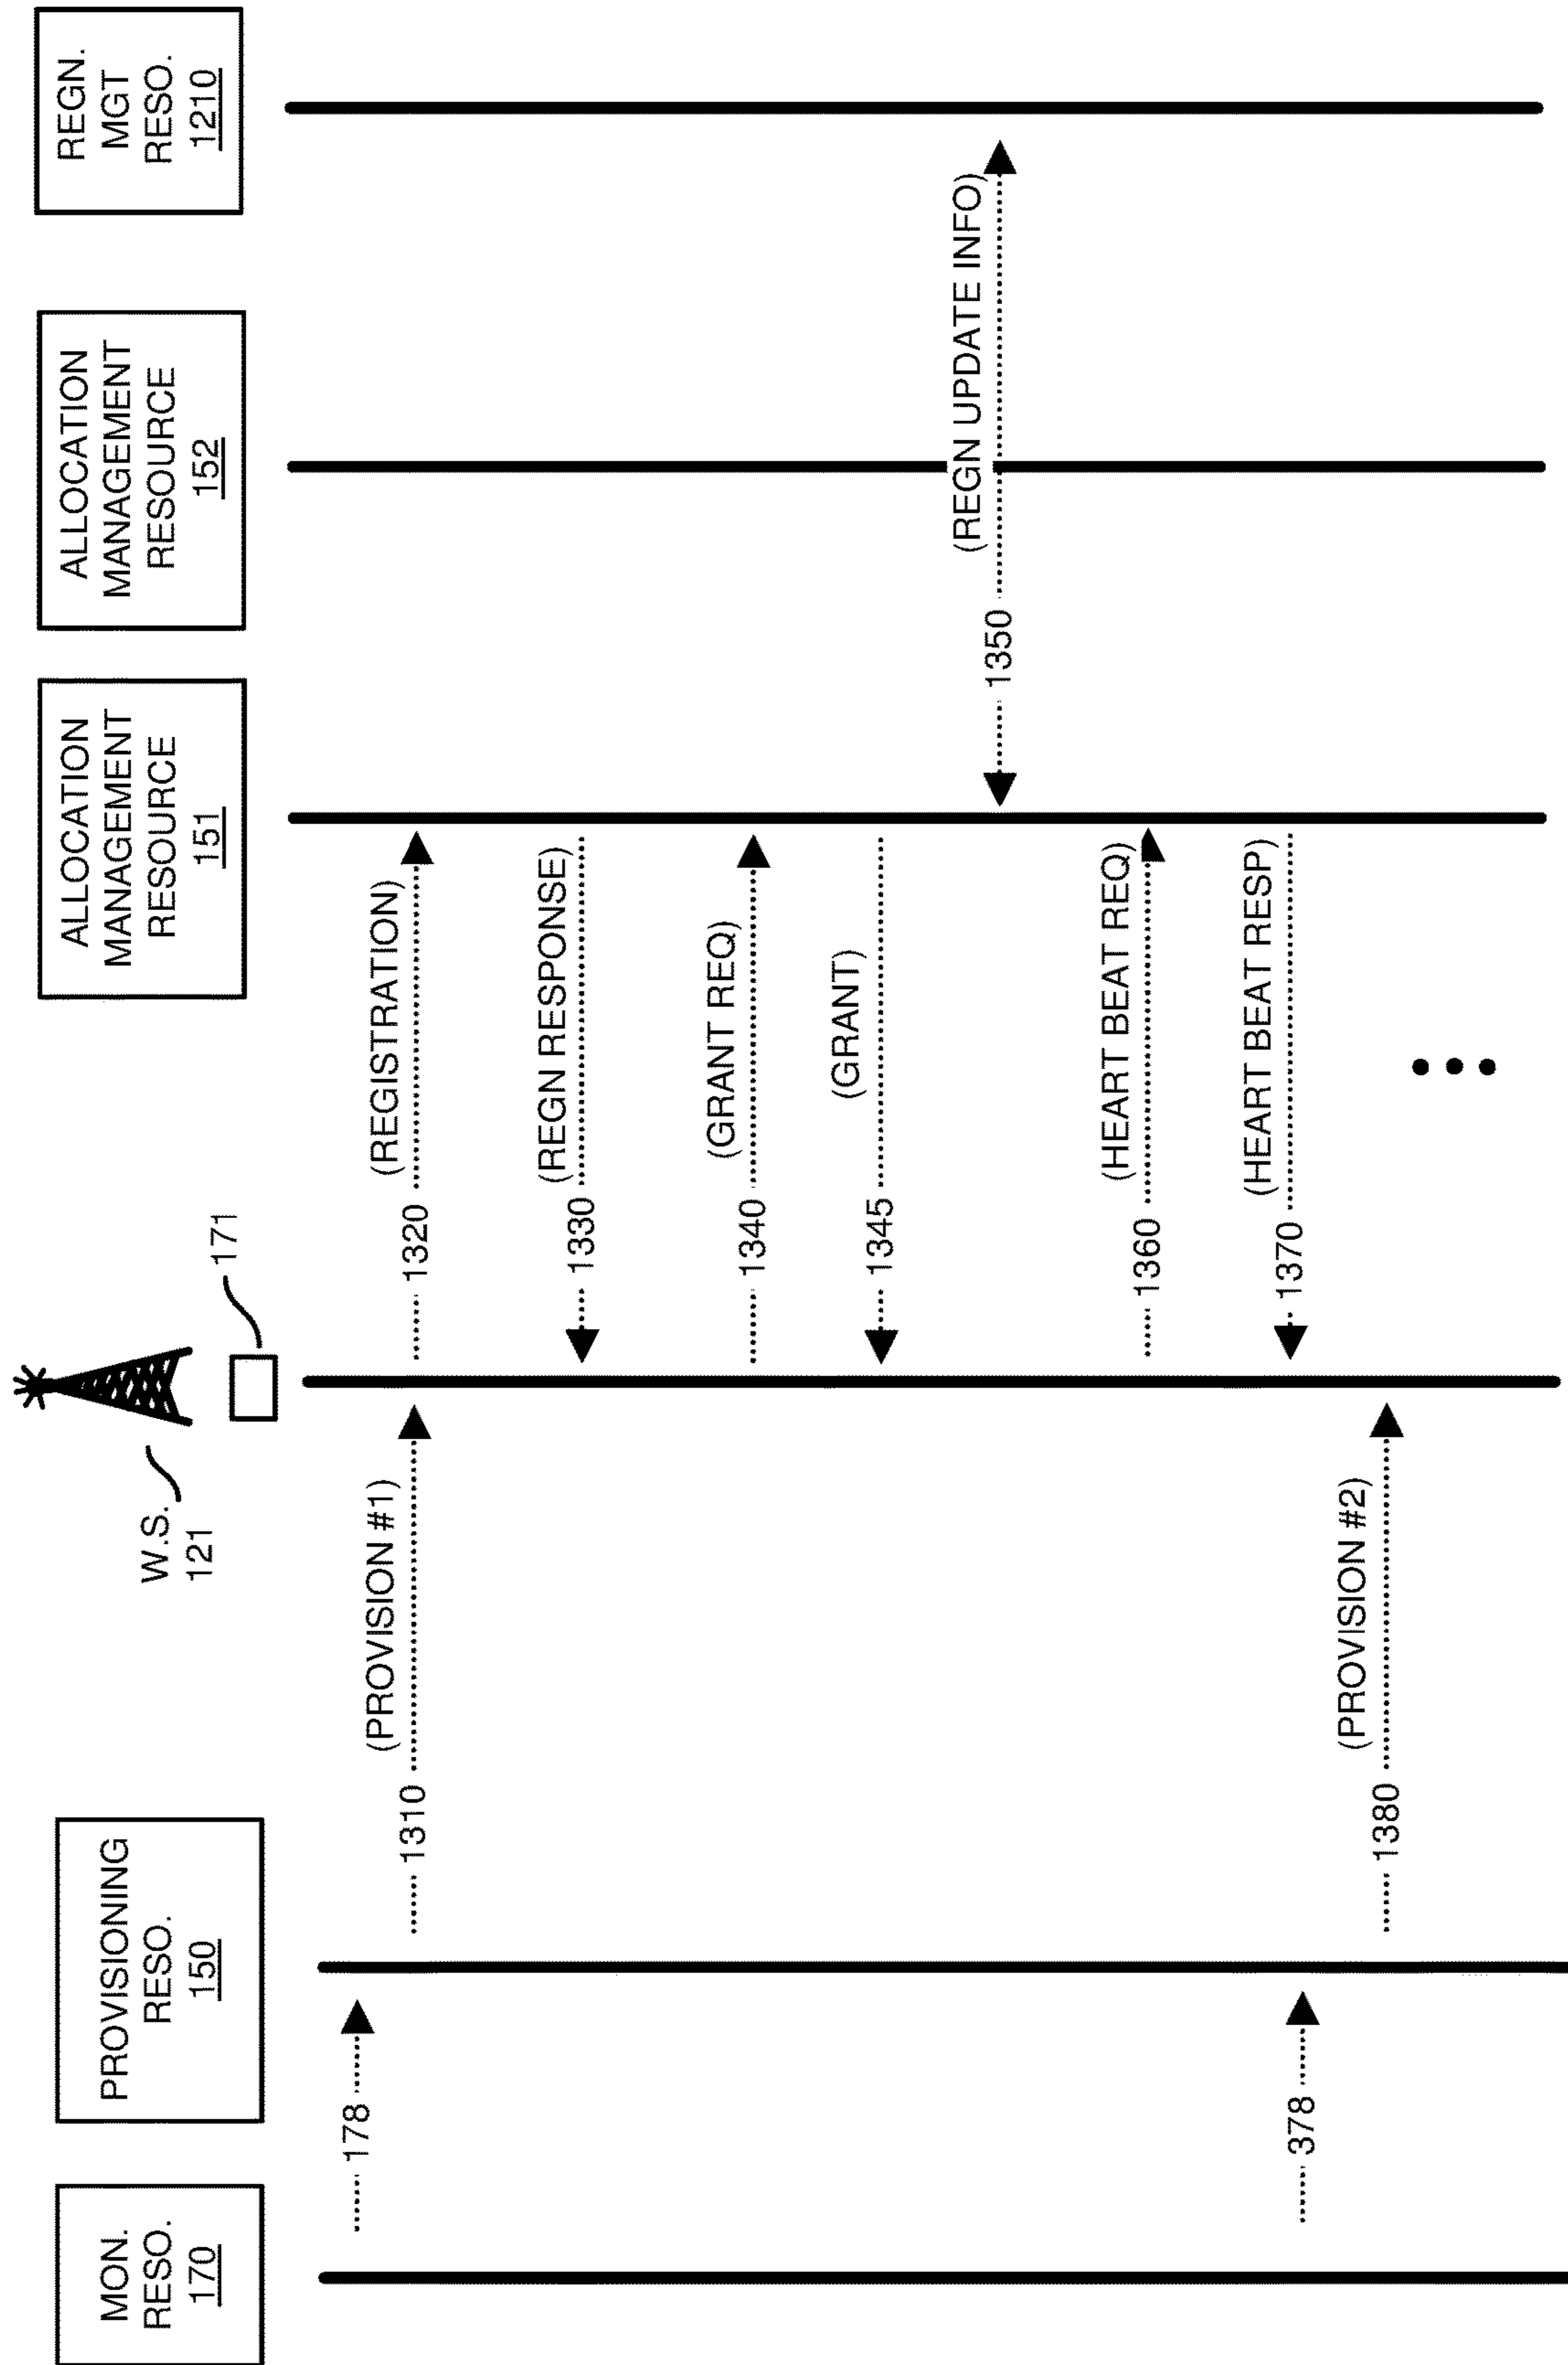 MON.
RESO.
170
PROVISIONING
RESO.
150
W.S.
121
171
ALLOCATION
MANAGEMENT
RESOURCE
151
ALLOCATION
MANAGEMENT
RESOURCE
152
REGN.
MGT
RESO.
1210
178
(PROVISION #1)
1310
(REGISTRATION)
1320
(REGN RESPONSE)
1330
(GRANT REQ)
1340
(GRANT)
1345
(REGN UPDATE INFO)
1350
(HEART BEAT REQ)
1360
(HEART BEAT RESP)
1370
378
(PROVISION #2)
1380